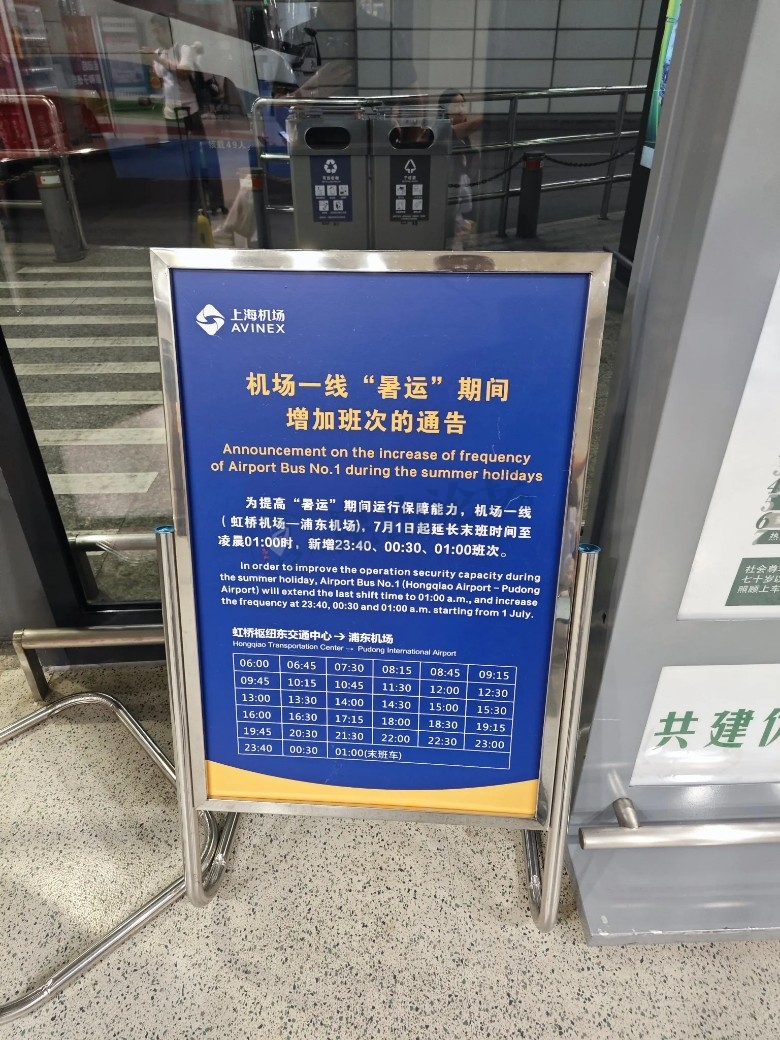 上海机场
AVINEX
机场一线“暑运”期间
增加班次的通告
Announcement on the increase of frequency
of Airport Bus No.1 during the summer holidays
为提高“暑运”期间运行保障能力，机场一线
（虹桥机场—浦东机场)，7月1日起延长末班时间至
凌晨01:00时，新增23:40、00:30、01:00班次。
In order to improve the operation security capacity during
the summer holiday, Airport Bus No.1 (Hongqiao Airport – Pudong
Airport) will extend the last shift time to 01:00 a.m., and increase
the frequency at 23:40, 00:30 and 01:00 a.m. starting from 1 July.
虹桥枢纽东交通中心→浦东机场
Hongqiao Transportation Center → Pudong International Airport
06:00 06:45 07:30 08:15 08:45 09:15
09:45 10:15 10:45 11:30 12:00 12:30
13:00 13:30 14:00 14:30 15:00 15:30
16:00 16:30 17:15 18:00 18:30 19:15
19:45 20:30 21:30 22:00 22:30 23:00
23:40 00:30 01:00(末班车)
社会尊
七十岁以
照顾上车
共建